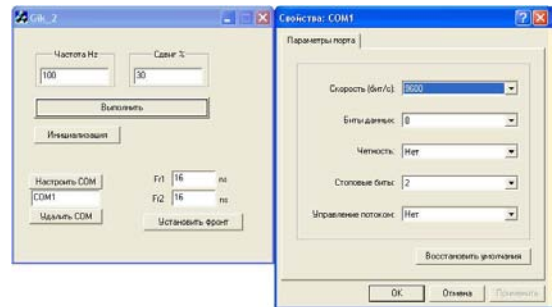 Gik_2
Частота Hz
Сдвиг %
100
30
Выполнить
Инициализация
Настроить COM
COM1
Удалить COM
Fr1 16 ns
Fr2 16 ns
Установить фронт
Свойства: COM1
Параметры порта
Скорость (бит/с): 9600
Биты данных: 8
Четность: Нет
Стоповые биты: 2
Управление потоком: Нет
Восстановить умолчания
OK
Отмена
Применить